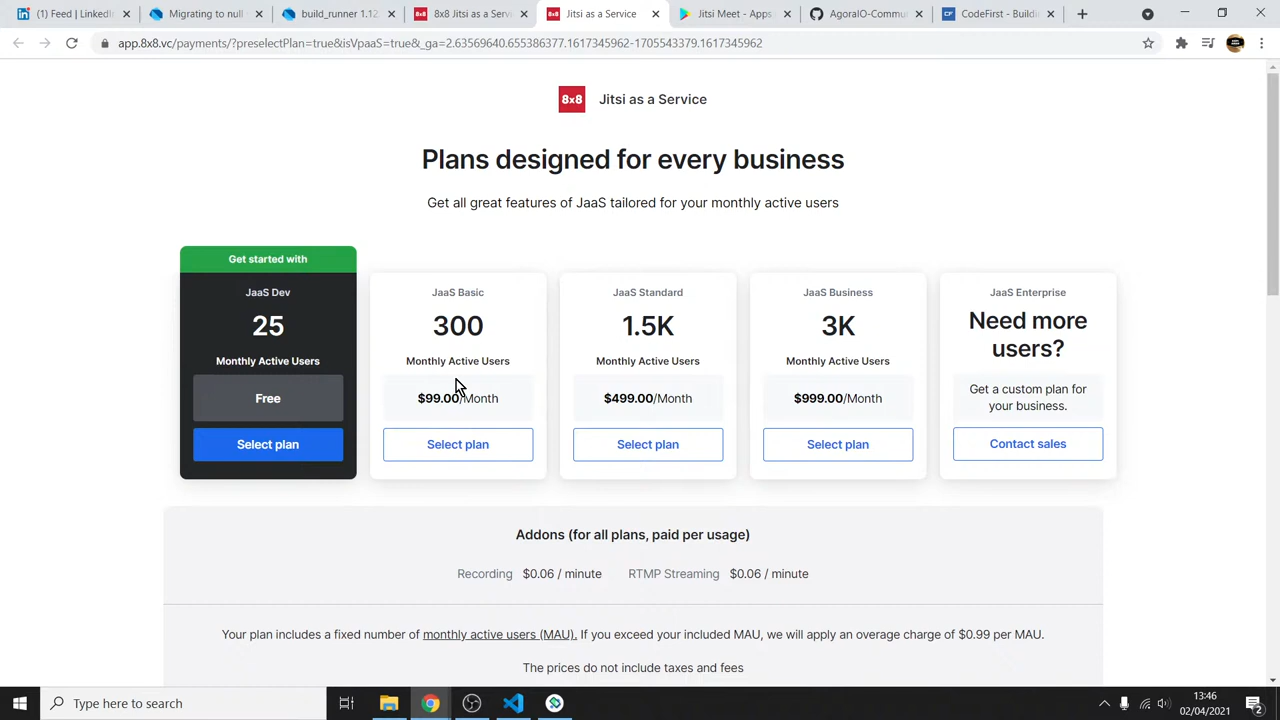 Feed | LinkedI
Migrating to null
build_runner 1.12.
8x8 Jitsi as a Serv
Jitsi as a Service
Jitsi Meet - Apps
AgoraIO-Commu
CodeFirst - Buildi
app.8x8.vc/payments/?preselectPlan=true&isVpaaS=true&_ga=2.63569640.655386377.1617345962-1705543379.1617345962
8x8 Jitsi as a Service
Plans designed for every business
Get all great features of JaaS tailored for your monthly active users
Get started with
JaaS Dev
25
Monthly Active Users
Free
Select plan
JaaS Basic
300
Monthly Active Users
$99.00/Month
Select plan
JaaS Standard
1.5K
Monthly Active Users
$499.00/Month
Select plan
JaaS Business
3K
Monthly Active Users
$999.00/Month
Select plan
JaaS Enterprise
Need more
users?
Get a custom plan for
your business.
Contact sales
Addons (for all plans, paid per usage)
Recording $0.06 / minute RTMP Streaming $0.06 / minute
Your plan includes a fixed number of monthly active users (MAU). If you exceed your included MAU, we will apply an overage charge of $0.99 per MAU.
The prices do not include taxes and fees
Type here to search
13:46
02/04/2021
2